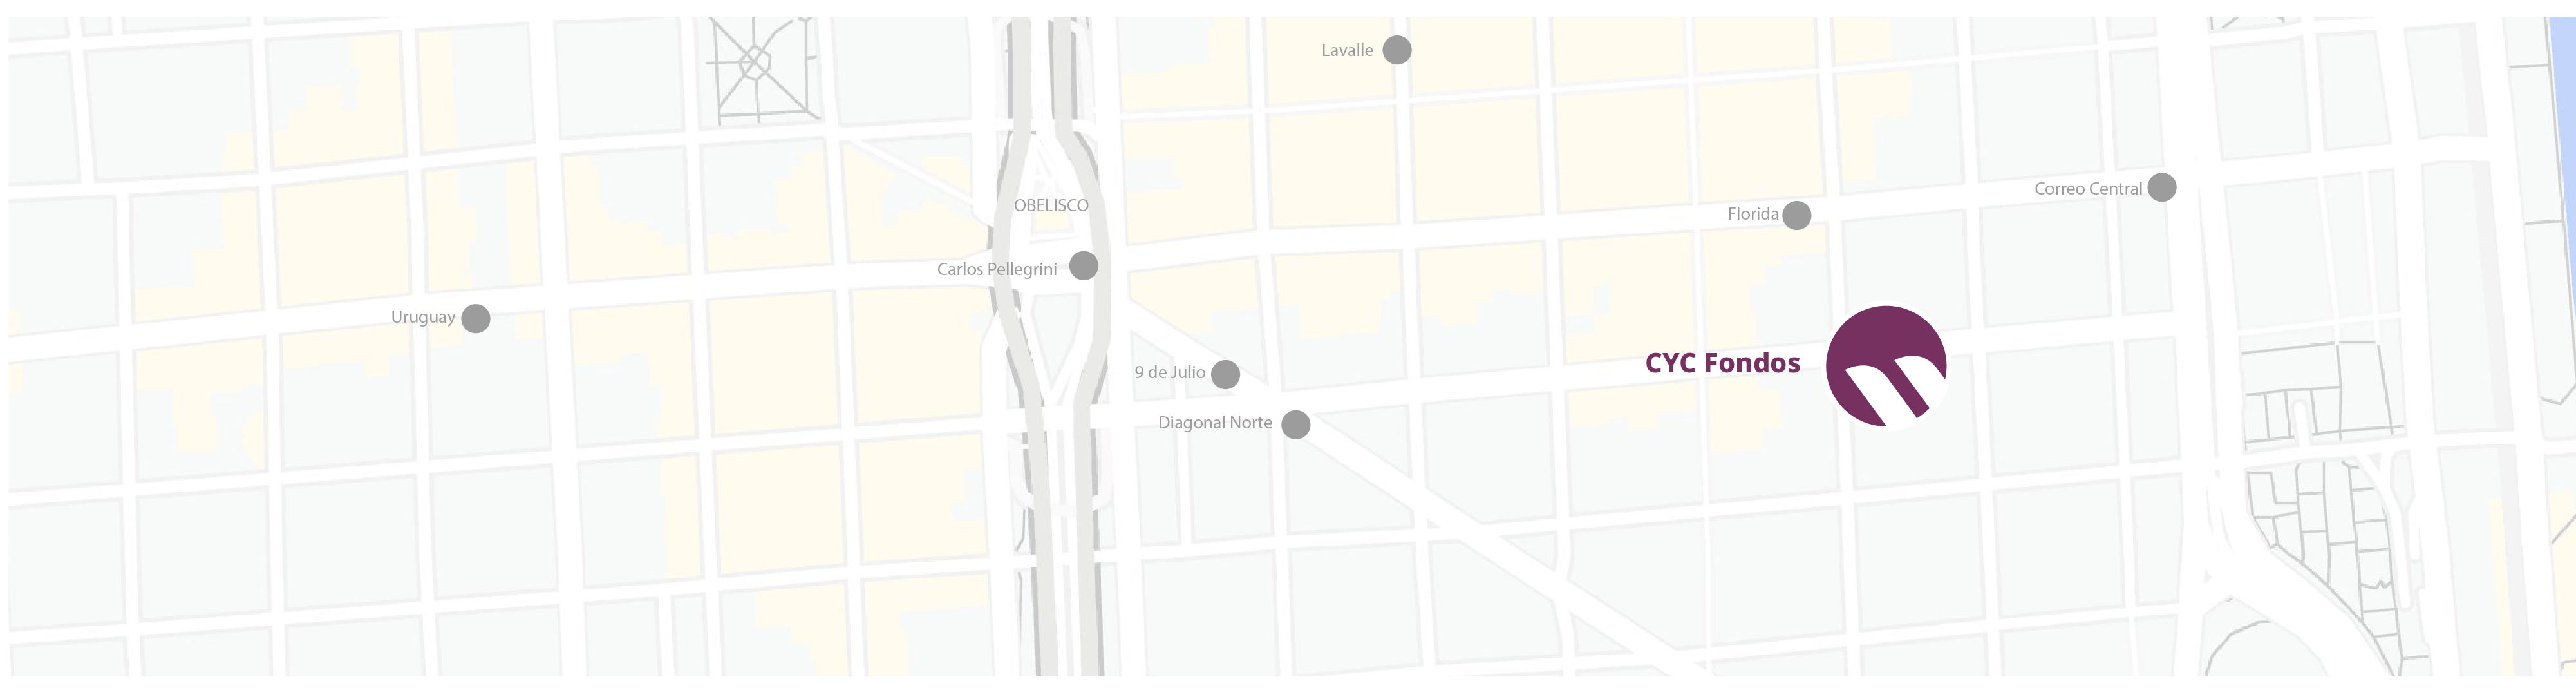 Lavalle
Correo Central
OBELISCO
Florida
Carlos Pellegrini
Uruguay
CYC Fondos
9 de Julio
Diagonal Norte